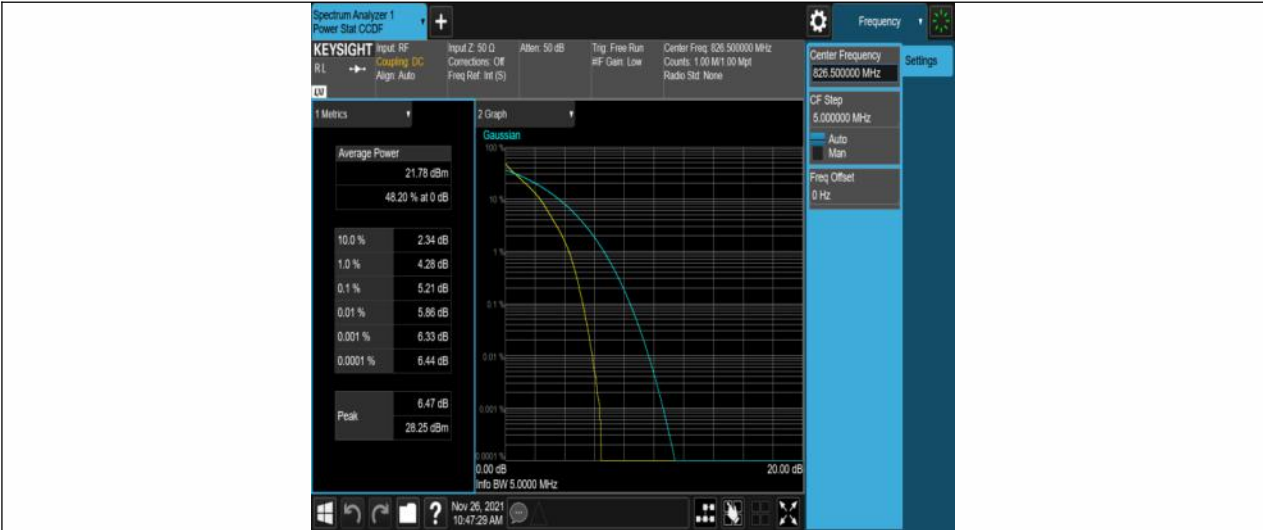 Spectrum Analyzer 1
Power Stat CCDF
Frequency
KEYSIGHT
Input: RF
Coupling: DC
Align: Auto
Input Z: 50 Ω
Corrections: Off
Freq Ref: Int (S)
Atten: 50 dB
Trig: Free Run
#IF Gain: Low
Center Freq: 826.500000 MHz
Counts: 1.00 M/1.00 Mpt
Radio Std: None
R L
LV
1 Metrics
Average Power
21.78 dBm
48.20 % at 0 dB
10.0 % 2.34 dB
1.0 % 4.28 dB
0.1 % 5.21 dB
0.01 % 5.86 dB
0.001 % 6.33 dB
0.0001 % 6.44 dB
Peak
6.47 dB
28.25 dBm
2 Graph
Gaussian
100 %
10 %
1 %
0.1 %
0.01 %
0.001 %
0.0001 %
0.00 dB
20.00 dB
Info BW 5.0000 MHz
Center Frequency
826.500000 MHz
Settings
CF Step
5.000000 MHz
Auto
Man
Freq Offset
0 Hz
Nov 26, 2021
10:47:29 AM